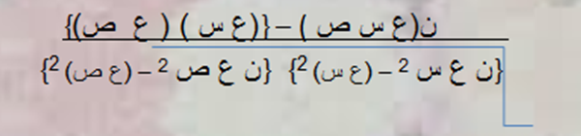 ن(ع س ص ) – {(ع س ) ( ع ص)}
{ن ع س 2 – (ع س) 2} {ن ع ص 2 – (ع ص) 2}